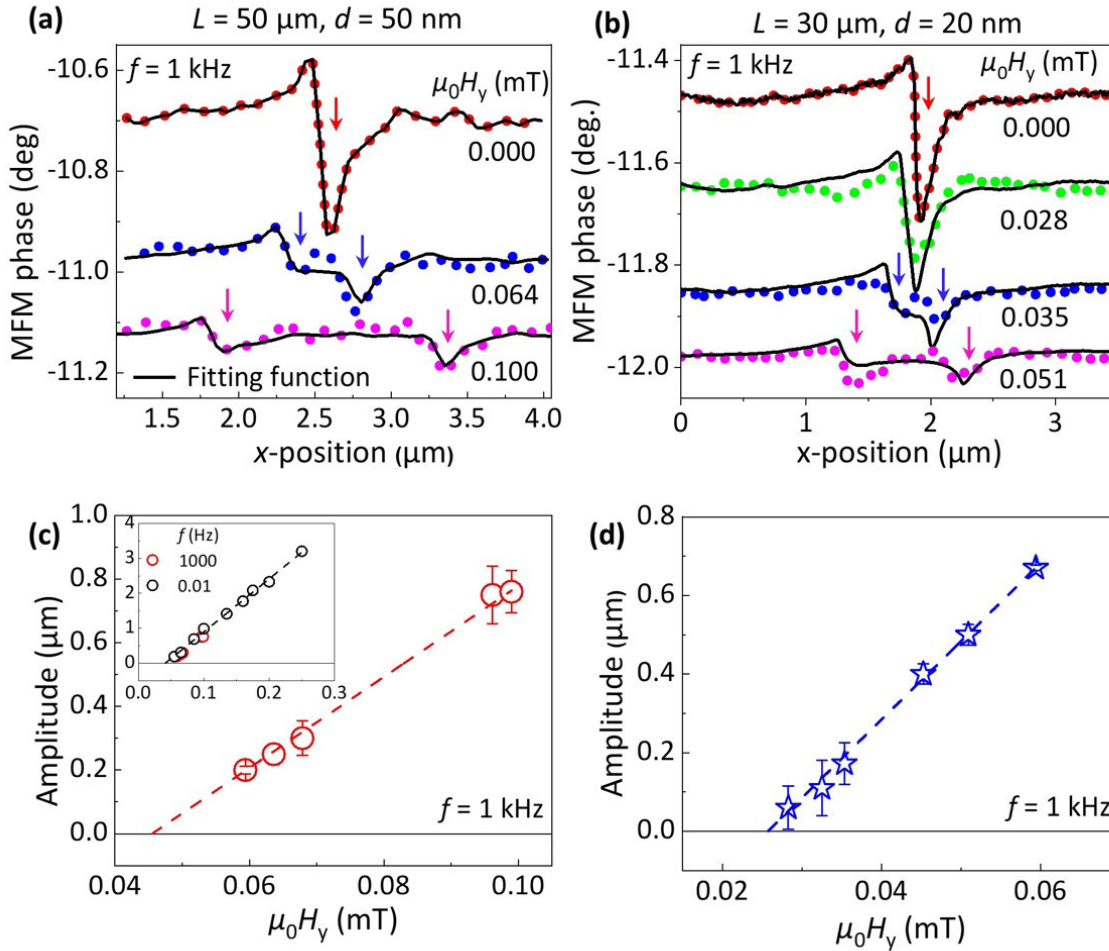 (a) L = 50 µm, d = 50 nm
f = 1 kHz
µ₀Hy (mT)
0.000
0.064
0.100
Fitting function
MFM phase (deg)
-10.6
-10.8
-11.0
-11.2
1.5 2.0 2.5 3.0 3.5 4.0
x-position (µm)
(b) L = 30 µm, d = 20 nm
f = 1 kHz
µ₀Hy (mT)
0.000
0.028
0.035
0.051
MFM phase (deg.)
-11.4
-11.6
-11.8
-12.0
0 1 2 3
x-position (µm)
(c)
Amplitude (µm)
1.0
0.8
0.6
0.4
0.2
0.0
4
3
2
1
0
f (Hz)
1000
0.01
0.0 0.1 0.2 0.3
f = 1 kHz
0.04 0.06 0.08 0.10
µ₀Hy (mT)
(d)
Amplitude (µm)
0.8
0.6
0.4
0.2
0.0
f = 1 kHz
0.02 0.04 0.06
µ₀Hy (mT)